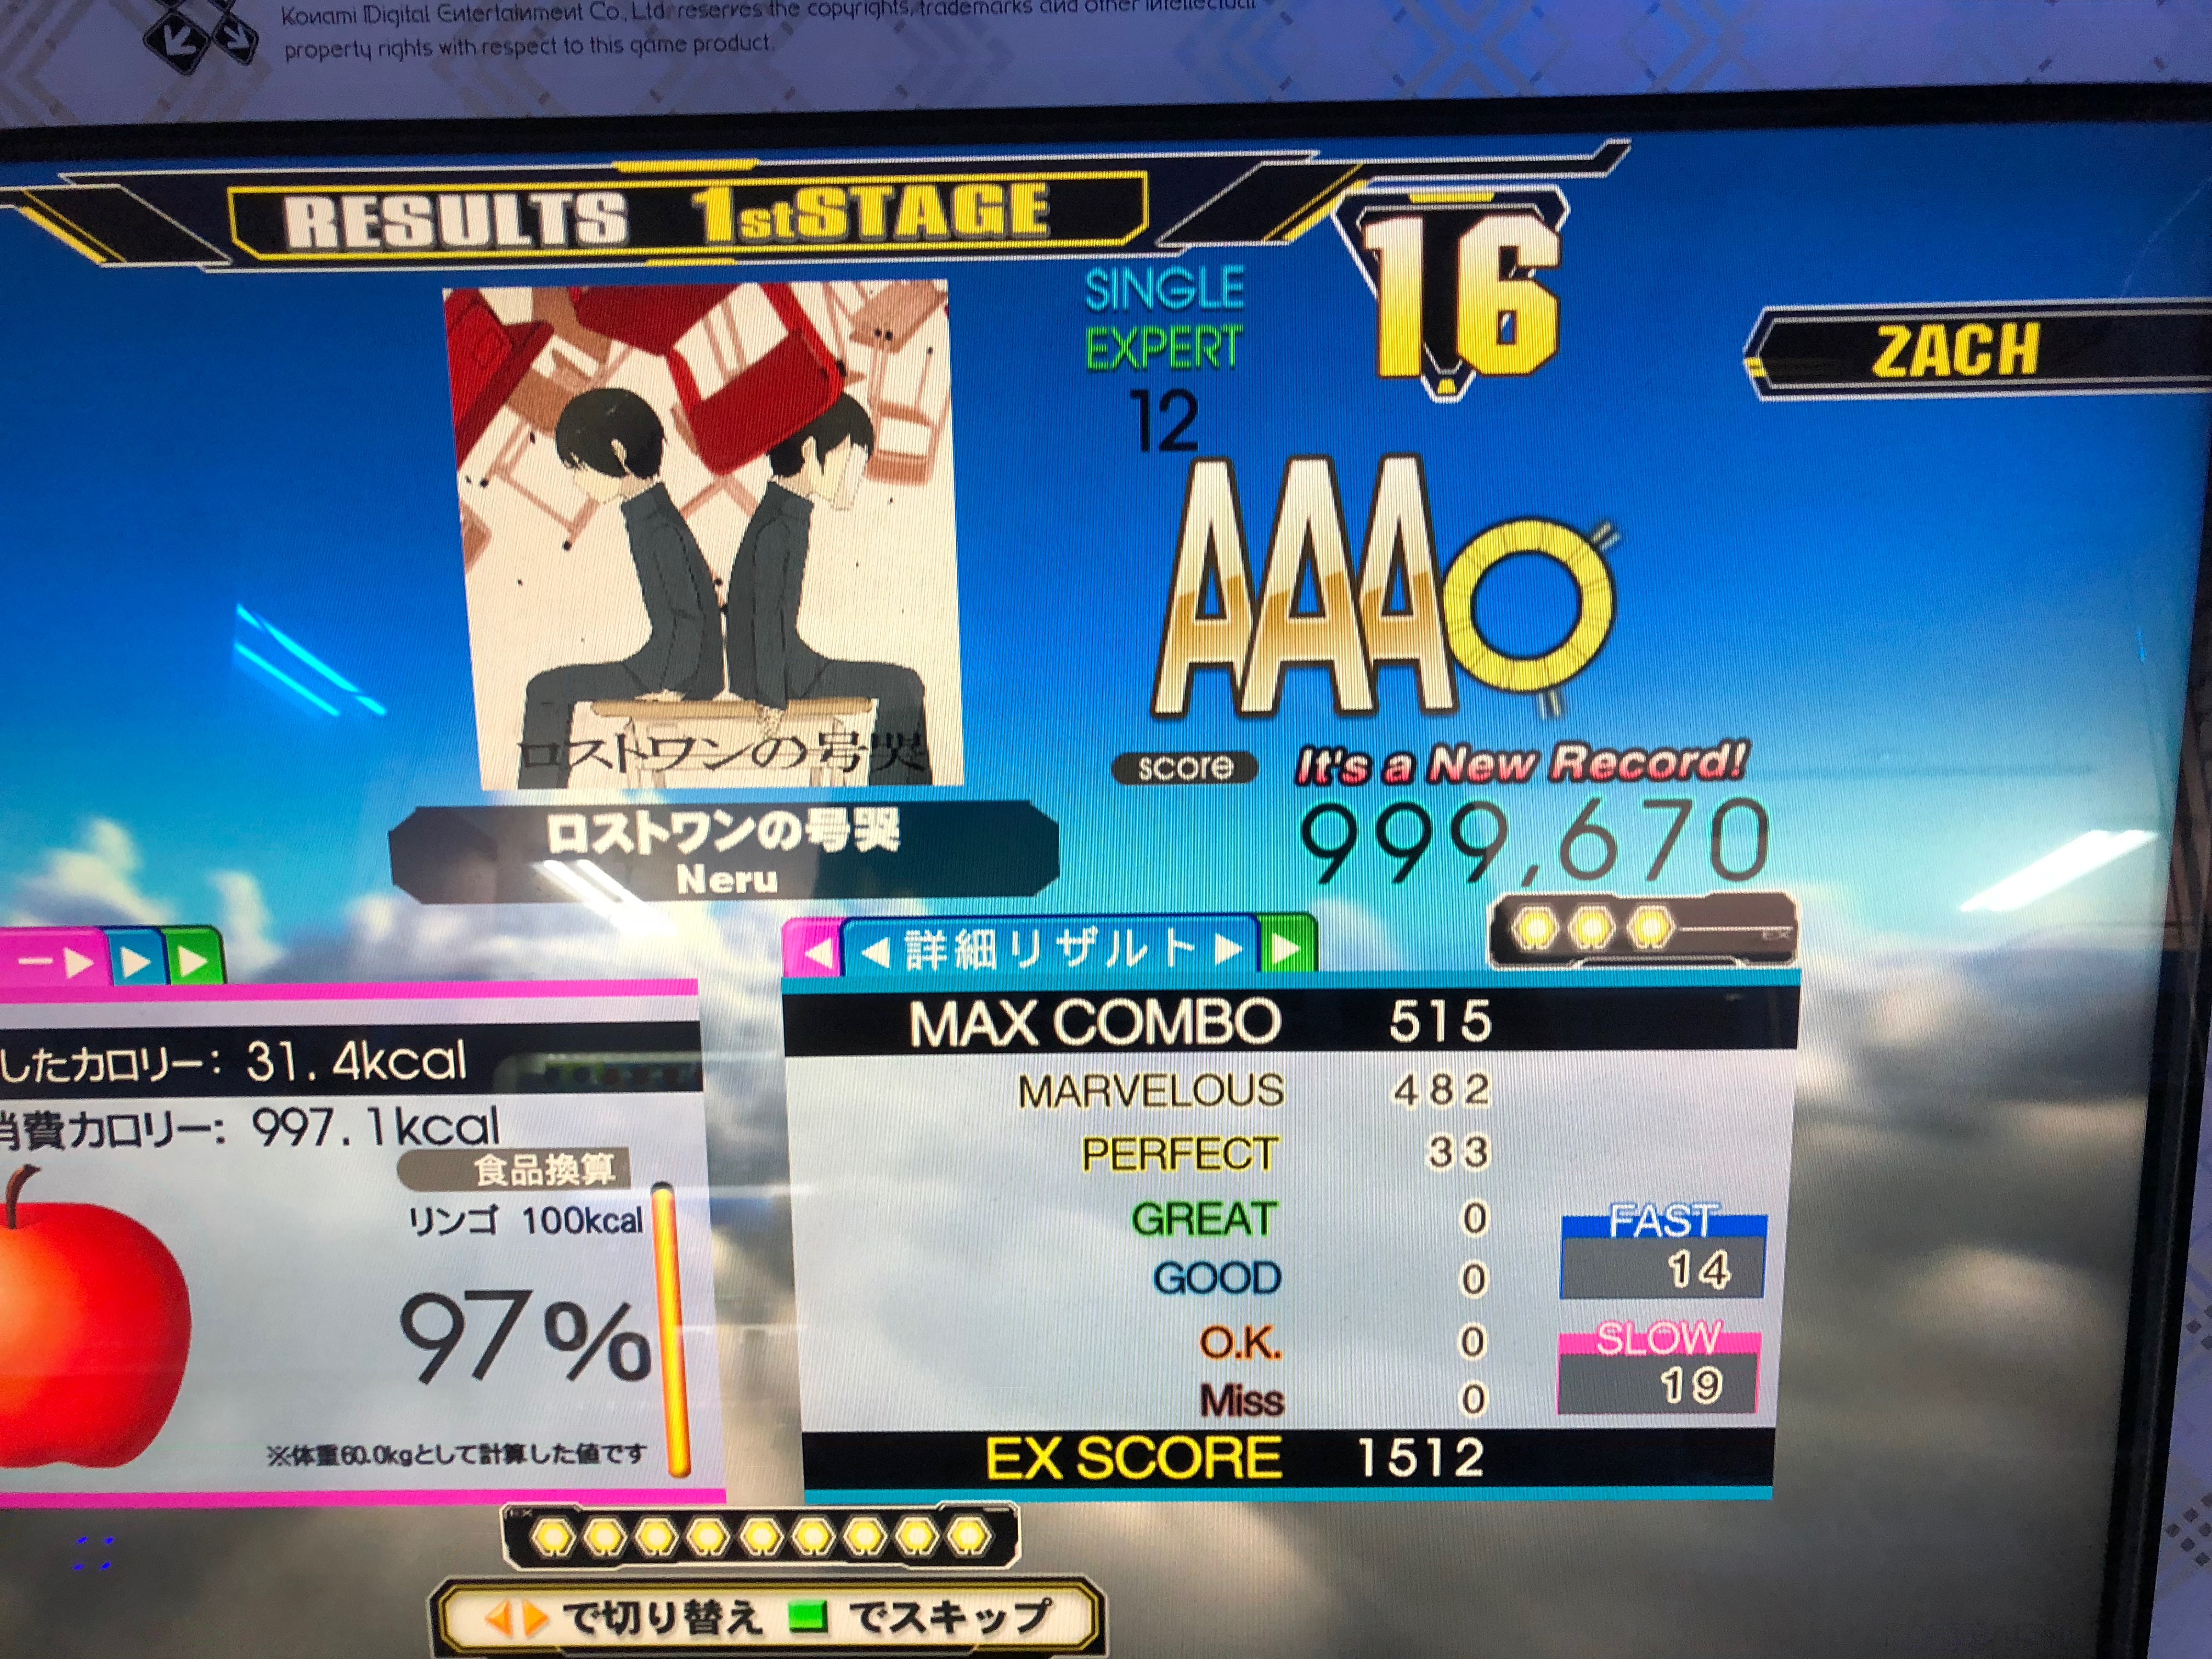 Konami Digital Entertainment Co., Ltd. reserves the copyrights, trademarks and other intellectual
property rights with respect to this game product.
RESULTS 1stSTAGE
16
SINGLE
EXPERT
12
ZACH
AAA
ロストワンの号哭
score
It's a New Record!
999,670
ロストワンの号哭
Neru
EX
ー
詳細リザルト
したカロリー: 31.4kcal
消費カロリー: 997.1kcal
食品換算
リンゴ 100kcal
97%
※体重60.0kgとして計算した値です
MAX COMBO 515
MARVELOUS 482
PERFECT 33
GREAT 0
GOOD 0
O.K. 0
Miss 0
FAST
14
SLOW
19
EX SCORE 1512
EX
で切り替え でスキップ